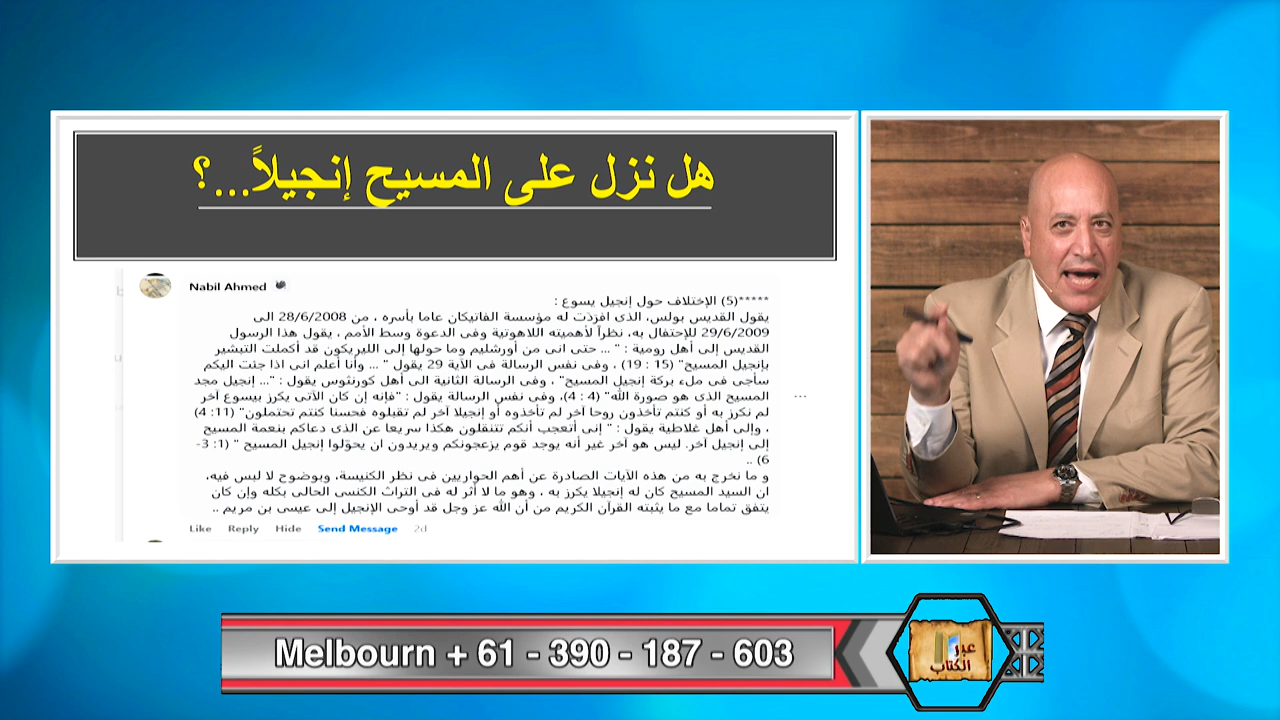 هل نزل على المسيح إنجيلاً...؟
Nabil Ahmed
*****(5) الإختلاف حول إنجيل يسوع :
يقول القديس بولس، الذى افردت له مؤسسة الفاتيكان عاما بأسره ، من 28/6/2008 الى
29/6/2009 للإحتفال به، نظراً لأهميته اللاهوتية وفى الدعوة وسط الأمم ، يقول هذا الرسول
القديس إلى أهل رومية : " ... حتى انى من أورشليم وما حولها إلى الليريكون قد أكملت التبشير
بإنجيل المسيح" (15 : 19) ، وفى نفس الرسالة فى الآية 29 يقول " ... وأنا أعلم انى اذا جئت اليكم
سأجى فى ملء بركة إنجيل المسيح" ، وفى الرسالة الثانية الى أهل كورنثوس يقول : "... إنجيل مجد
المسيح الذى هو صورة الله" (4 : 4)، وفى نفس الرسالة يقول : "فإنه إن كان الآتى يكرز بيسوع آخر
لم نكرز به أو كنتم تأخذون روحا آخر لم تأخذوه أو إنجيلا آخر لم تقبلوه فحسنا كنتم تحتملون" (11: 4)
، وإلى أهل غلاطية يقول : " إنى أتعجب أنكم تتنقلون هكذا سريعا عن الذى دعاكم بنعمة المسيح
إلى إنجيل آخر. ليس هو آخر غير أنه يوجد قوم يزعجونكم ويريدون ان يحوّلوا إنجيل المسيح " (1: 3-
6) ..
و ما نخرج به من هذه الآيات الصادرة عن أهم الحواريين فى نظر الكنيسة، وبوضوح لا لبس فيه،
ان السيد المسيح كان له إنجيلا يكرز به ، وهو ما لا أثر له فى التراث الكنسى الحالى بكله وإن كان
يتفق تماما مع ما يثبته القرآن الكريم من أن الله عز وجل قد أوحى الإنجيل إلى عيسى بن مريم ..
Like Reply Hide Send Message 2d
Melbourn + 61 - 390 - 187 - 603
عبر
الكتاب